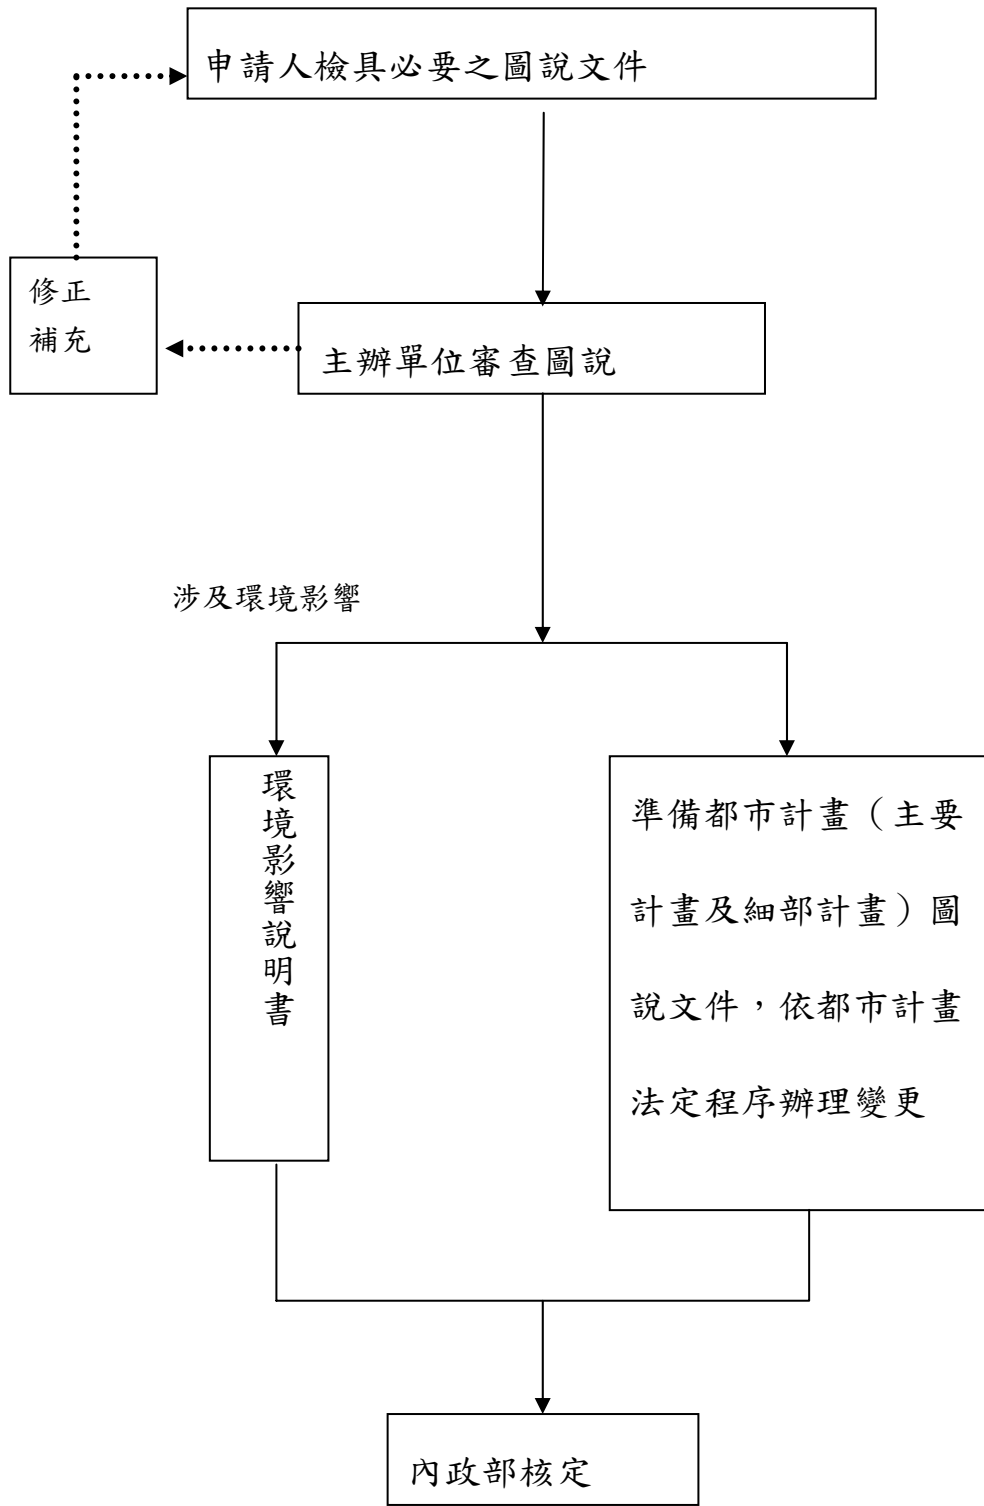 申請人檢具必要之圖說文件
修正
補充
主辦單位審查圖說
涉及環境影響
環境影響說明書
準備都市計畫（主要
計畫及細部計畫）圖
說文件，依都市計畫
法定程序辦理變更
內政部核定